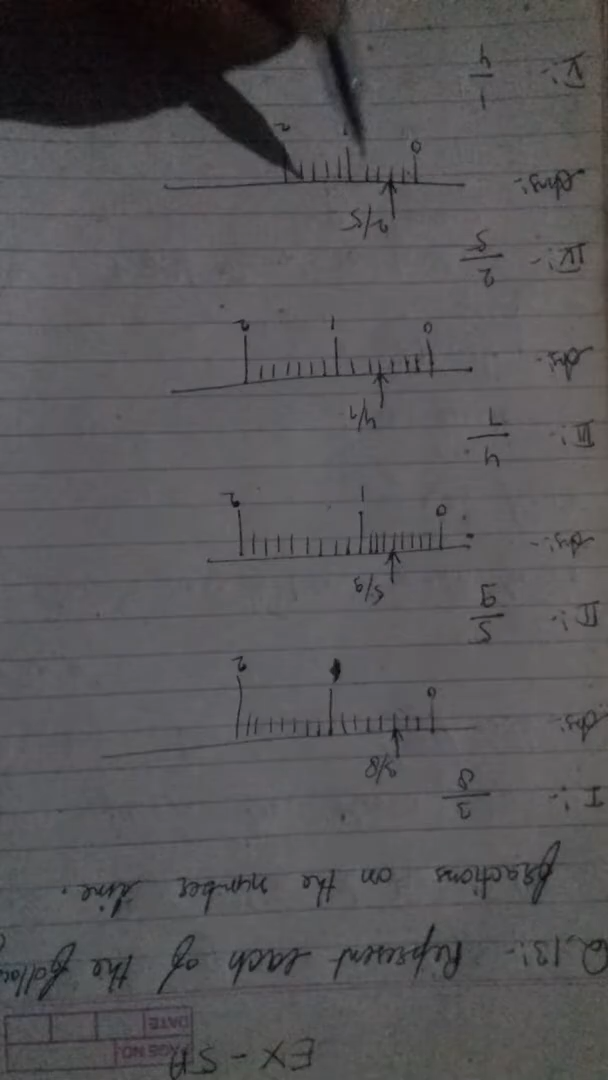 EX-5A
PAGE NO.
DATE
Q.13:- Represent each of the
fractions on the number line.
I :- 3/8
3/8
Ans:-
0 1 2
II :- 5/9
5/9
Ans:-
0 1 2
III :- 4/7
4/7
Ans:-
0 1 2
IV :- 2/5
2/5
Ans:-
0 1 2
V :- 1/4